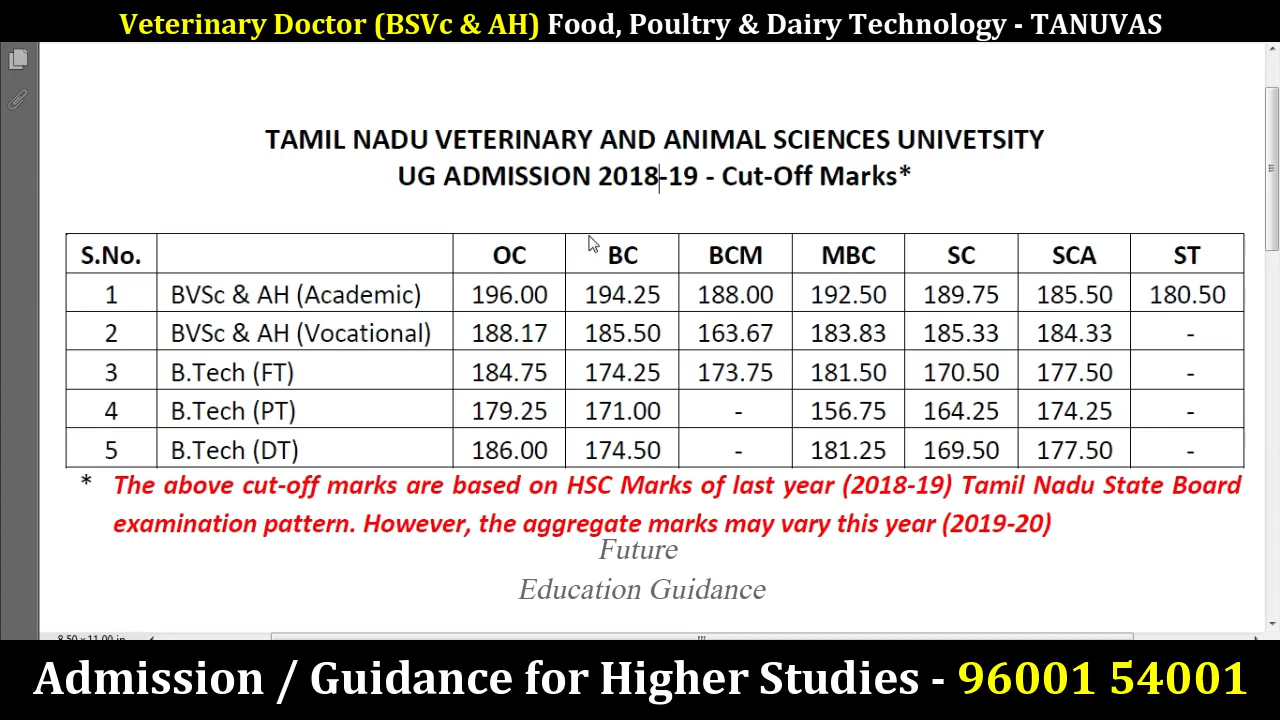 Veterinary Doctor (BSVc & AH) Food, Poultry & Dairy Technology - TANUVAS
TAMIL NADU VETERINARY AND ANIMAL SCIENCES UNIVETSITY
UG ADMISSION 2018-19 - Cut-Off Marks*
S.No. OC BC BCM MBC SC SCA ST
1 BVSc & AH (Academic) 196.00 194.25 188.00 192.50 189.75 185.50 180.50
2 BVSc & AH (Vocational) 188.17 185.50 163.67 183.83 185.33 184.33 -
3 B.Tech (FT) 184.75 174.25 173.75 181.50 170.50 177.50 -
4 B.Tech (PT) 179.25 171.00 - 156.75 164.25 174.25 -
5 B.Tech (DT) 186.00 174.50 - 181.25 169.50 177.50 -
* The above cut-off marks are based on HSC Marks of last year (2018-19) Tamil Nadu State Board
examination pattern. However, the aggregate marks may vary this year (2019-20)
Future
Education Guidance
8.50 x 11.00 in
Admission / Guidance for Higher Studies - 96001 54001